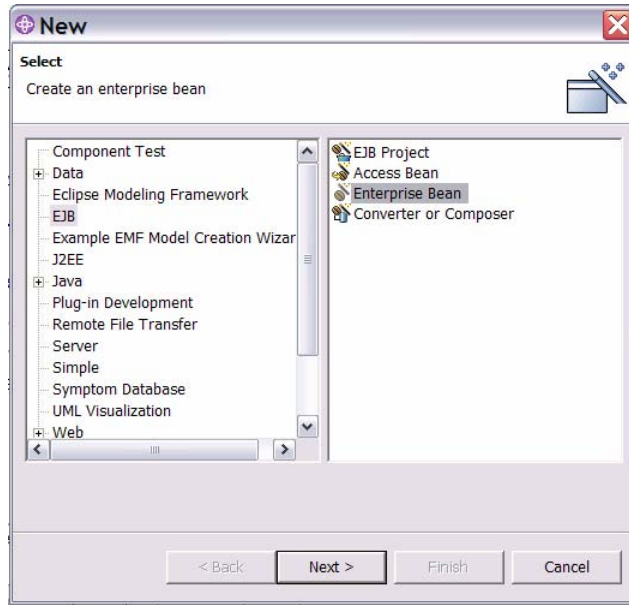 New
Select
Create an enterprise bean
Component Test
Data
Eclipse Modeling Framework
EJB
Example EMF Model Creation Wizar
J2EE
Java
Plug-in Development
Remote File Transfer
Server
Simple
Symptom Database
UML Visualization
Web
EJB Project
Access Bean
Enterprise Bean
Converter or Composer
< Back
Next >
Finish
Cancel